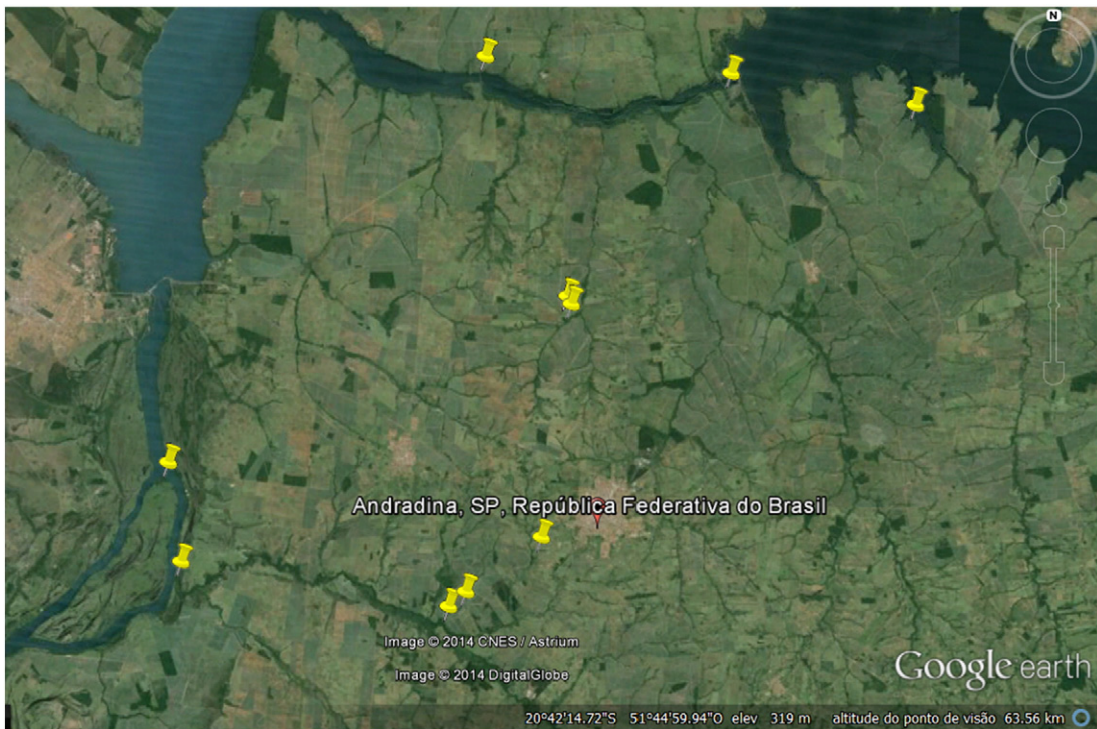 N
Andradina, SP, República Federativa do Brasil
Image © 2014 CNES / Astrium
Image © 2014 DigitalGlobe
Google earth
20°42'14.72"S 51°44'59.94"O elev 319 m altitude do ponto de visão 63.56 km